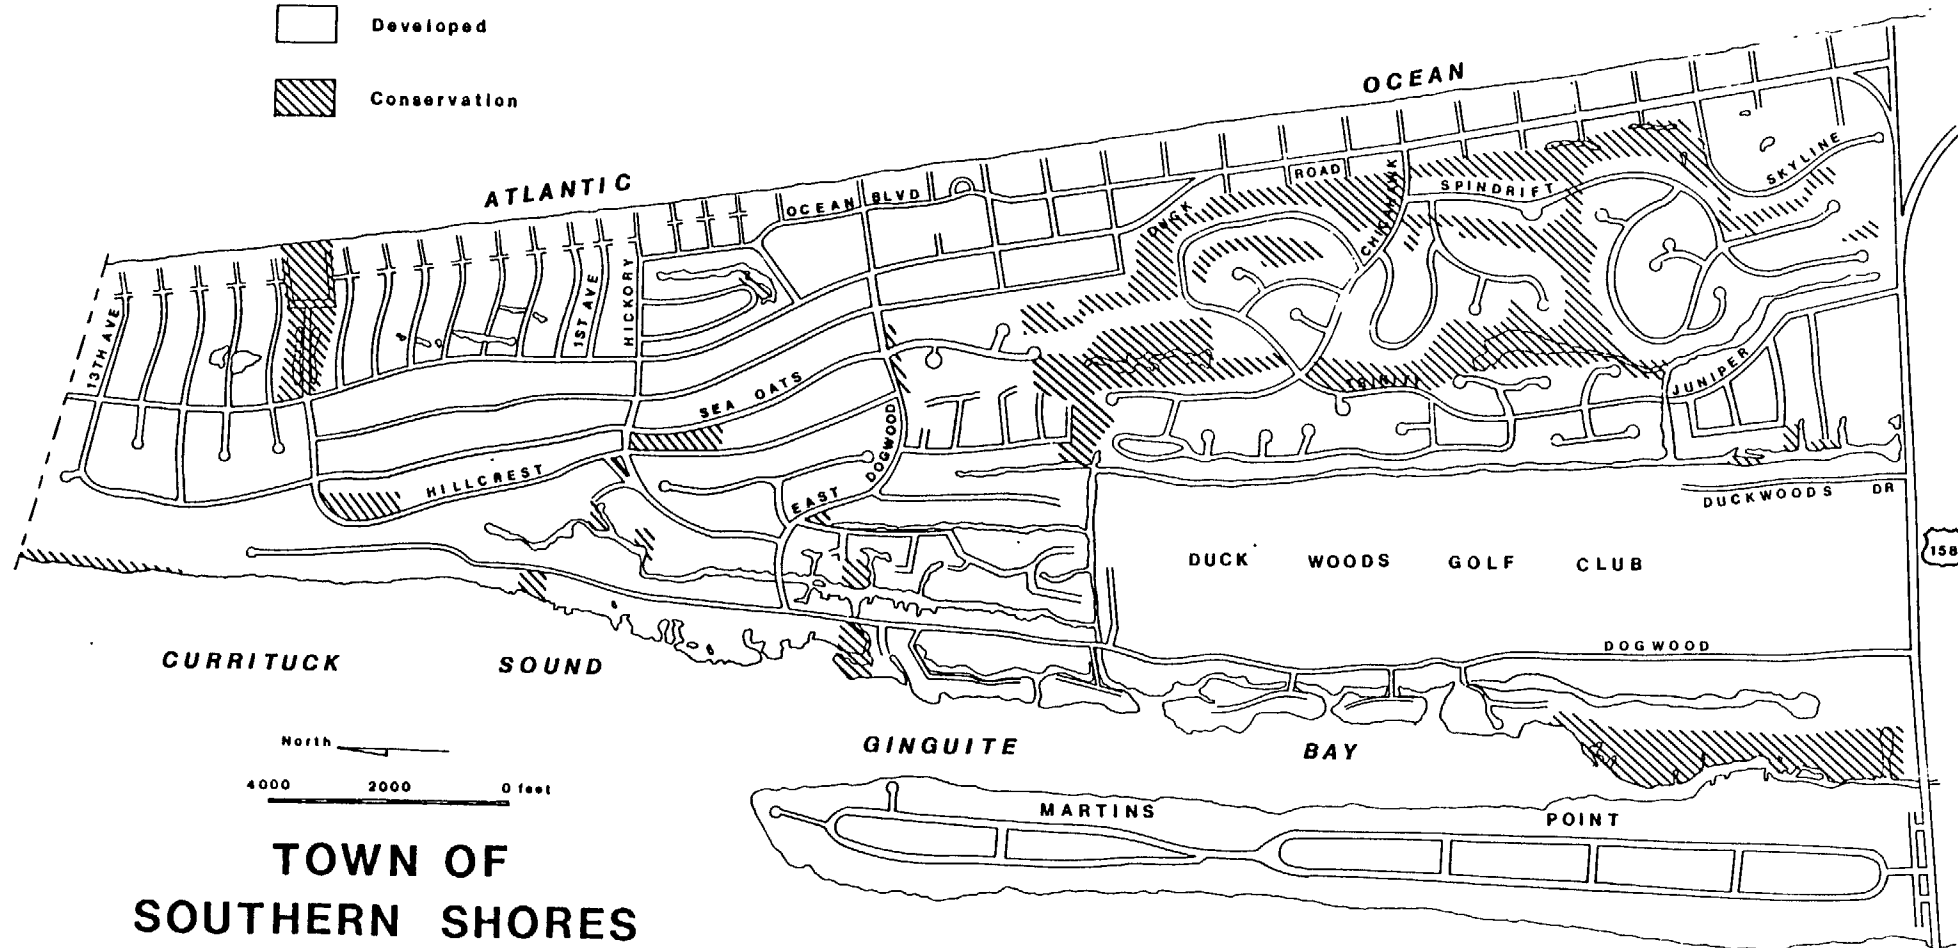 Developed
Conservation
OCEAN
ATLANTIC
OCEAN BLVD
ROAD
DUCK
CHICAHAWK
SPINDRIFT
SKYLINE
13TH AVE
1ST AVE
HICKORY
SEA OATS
HILLCREST
EAST DOGWOOD
TRINITI
JUNIPER
DUCKWOODS DR
DUCK WOODS GOLF CLUB
158
DOGWOOD
CURRITUCK SOUND
GINGUITE BAY
North
4000 2000 0 feet
MARTINS POINT
TOWN OF
SOUTHERN SHORES